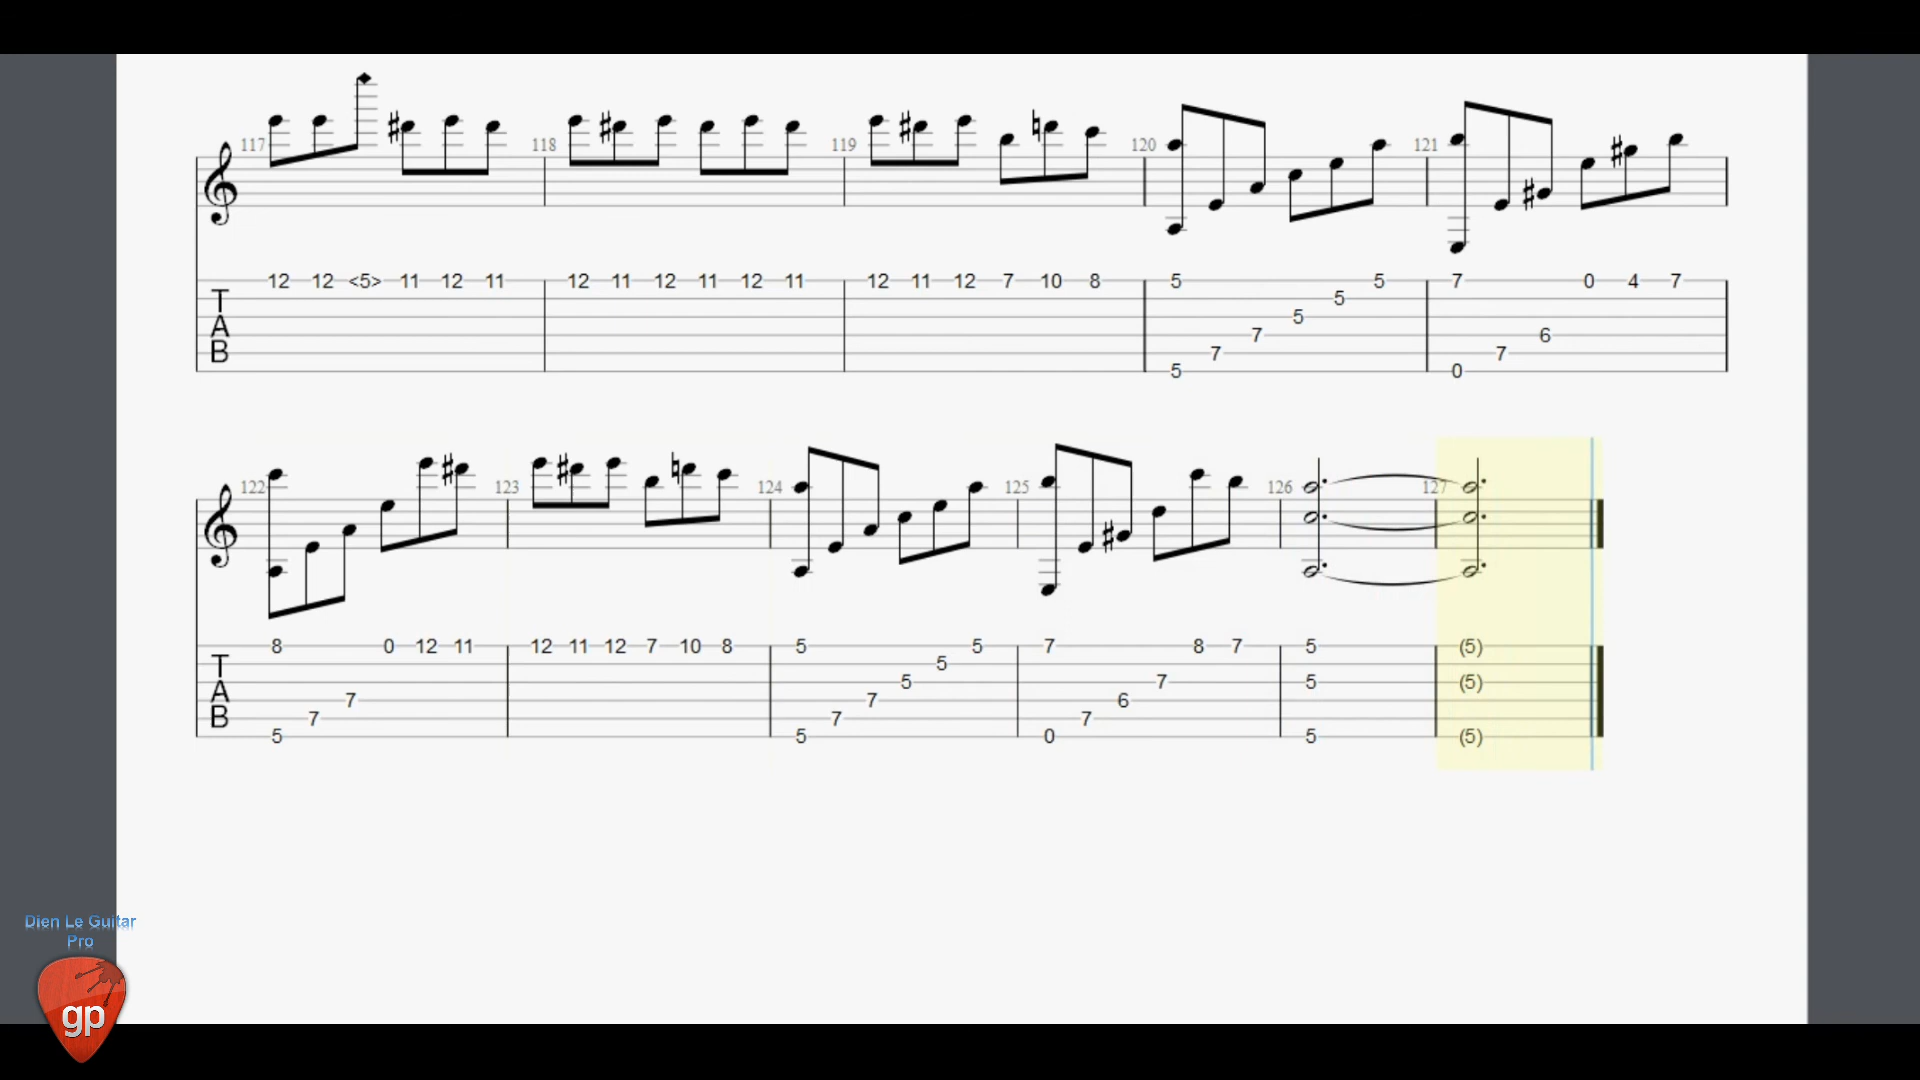 117 118 119 120 121
12 12 <5> 11 12 11 12 11 12 11 12 11 12 11 12 7 10 8 5 5 7 0 4 7
T 5
A 5
7 6
B 7 7
5 0
122 123 124 125 126 127
8 0 12 11 12 11 12 7 10 8 5 5 7 8 7 5 (5)
T 5
A 5 7 5 (5)
7 7 6
B 7 7 7
5 5 0 5 (5)
Dien Le Guitar
Pro
gp